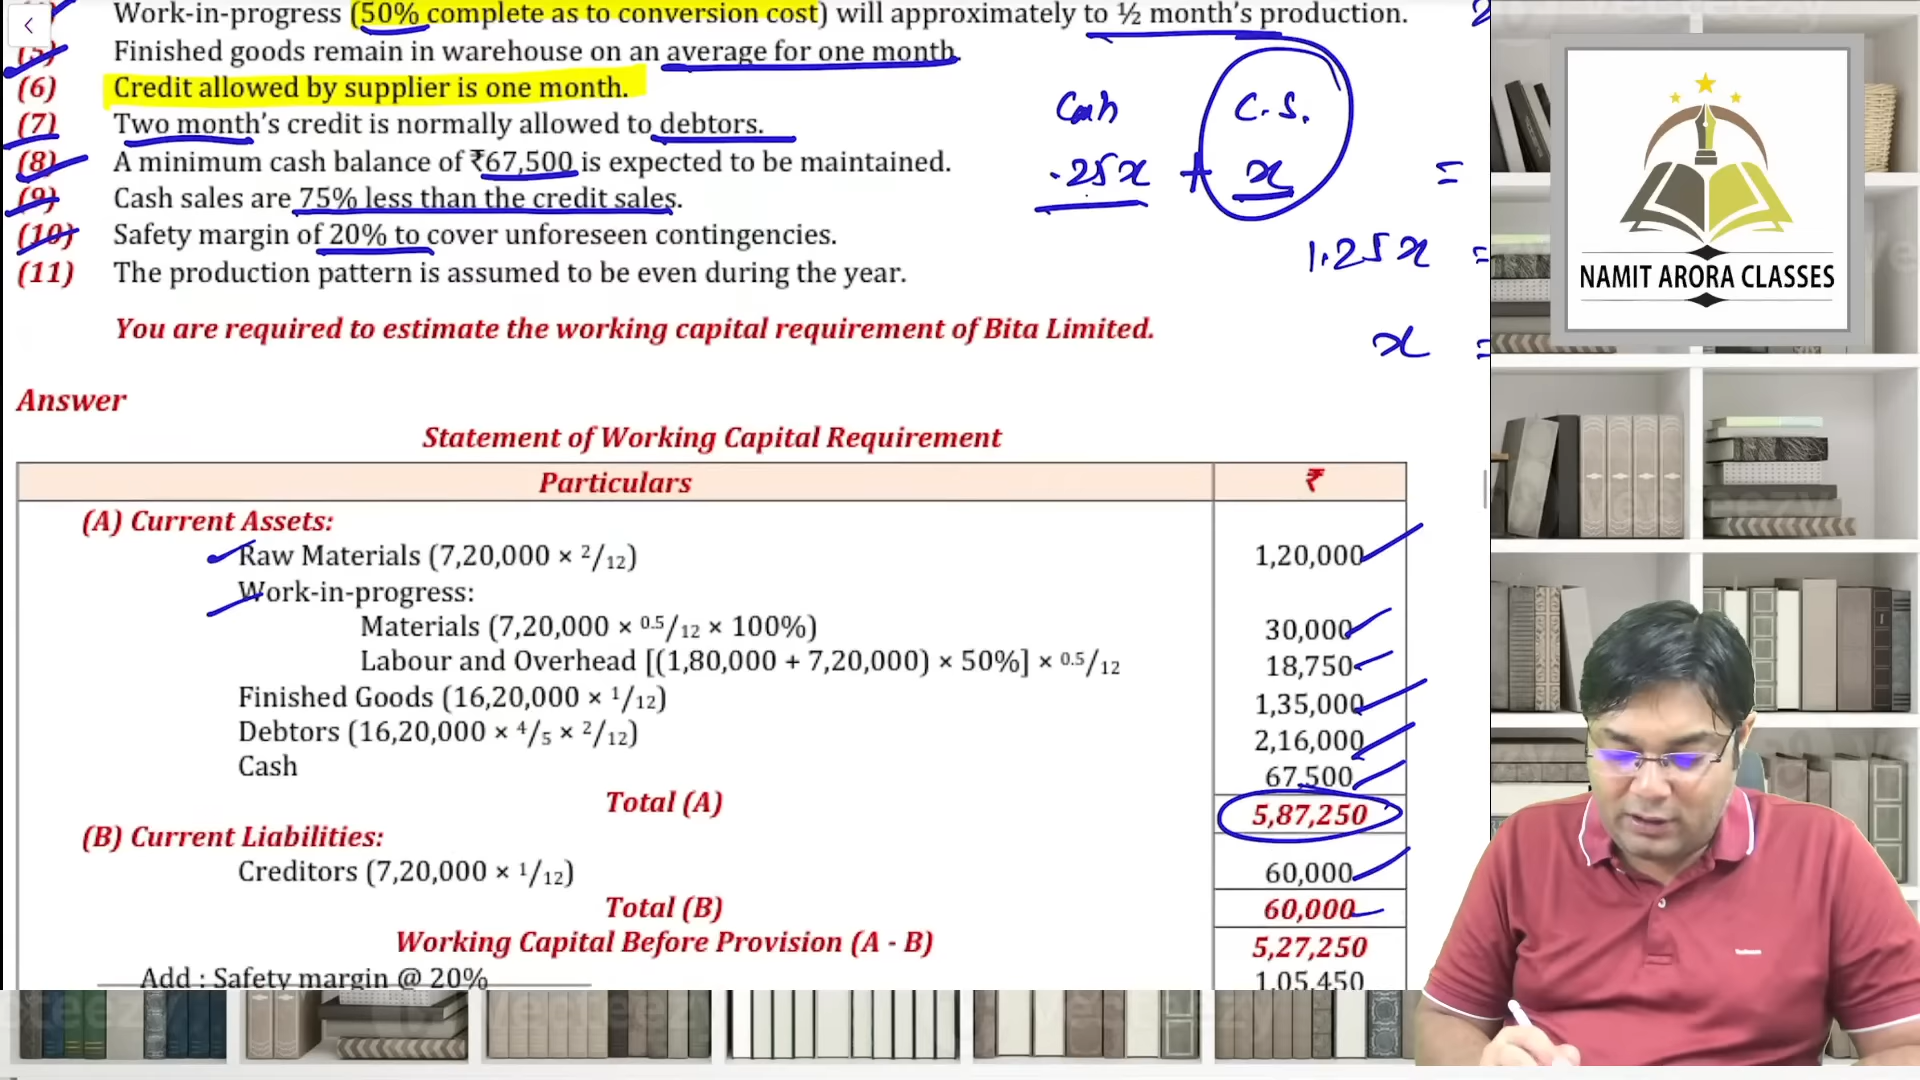 Work-in-progress (50% complete as to conversion cost) will approximately to ½ month's production.
(5) Finished goods remain in warehouse on an average for one month.
(6) Credit allowed by supplier is one month.
(7) Two month's credit is normally allowed to debtors.
(8) A minimum cash balance of ₹67,500 is expected to be maintained.
(9) Cash sales are 75% less than the credit sales.
(10) Safety margin of 20% to cover unforeseen contingencies.
(11) The production pattern is assumed to be even during the year.
Cash C.S.
.25x + x =
1.25x =
x =
You are required to estimate the working capital requirement of Bita Limited.
Answer
Statement of Working Capital Requirement
Particulars ₹
(A) Current Assets:
Raw Materials (7,20,000 × 2/12) 1,20,000
Work-in-progress:
Materials (7,20,000 × 0.5/12 × 100%) 30,000
Labour and Overhead [(1,80,000 + 7,20,000) × 50%] × 0.5/12 18,750
Finished Goods (16,20,000 × 1/12) 1,35,000
Debtors (16,20,000 × 4/5 × 2/12) 2,16,000
Cash 67,500
Total (A) 5,87,250
(B) Current Liabilities:
Creditors (7,20,000 × 1/12) 60,000
Total (B) 60,000
Working Capital Before Provision (A - B) 5,27,250
Add : Safety margin @ 20% 1,05,450
NAMIT ARORA CLASSES